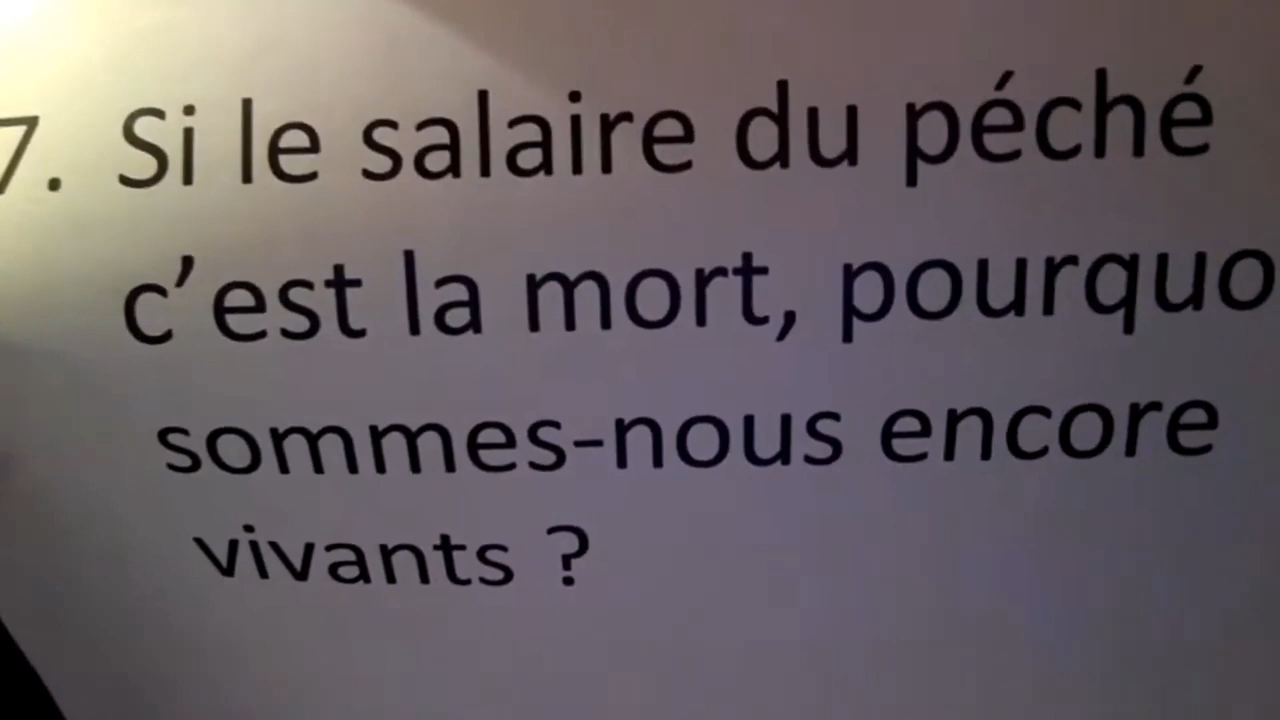 7. Si le salaire du péché
c’est la mort, pourquo
sommes-nous encore
vivants ?